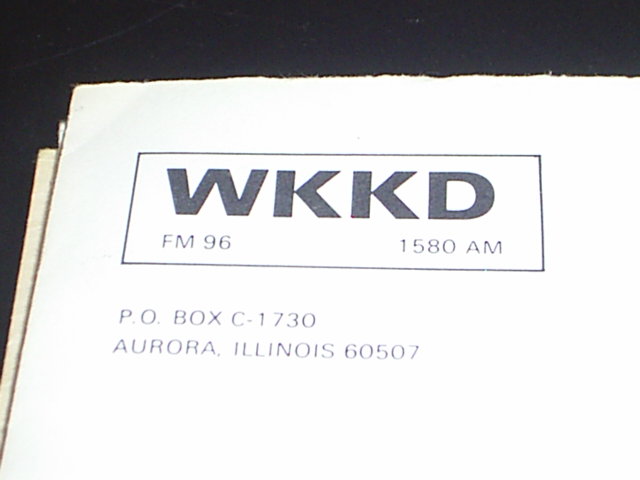 WKKD
FM 96 1580 AM
P.O. BOX C-1730
AURORA, ILLINOIS 60507